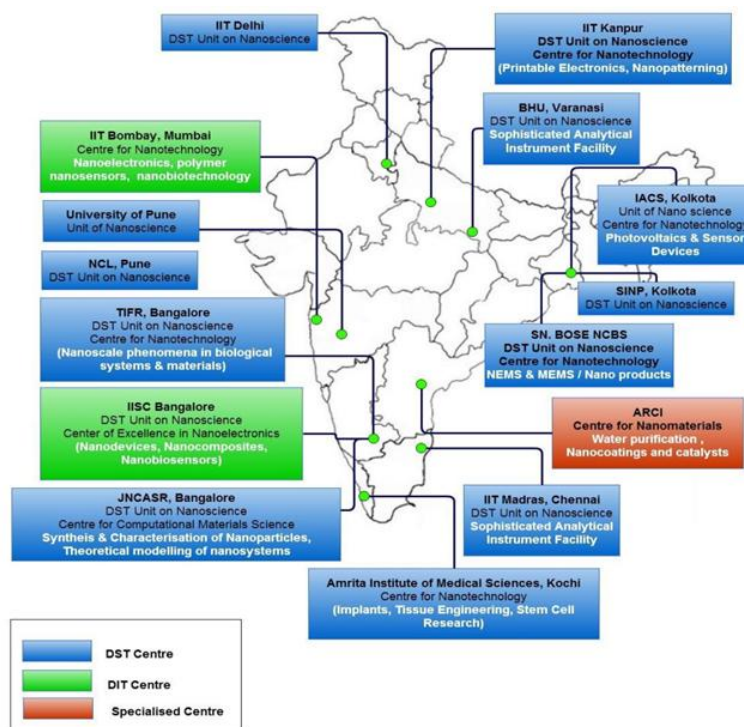 IIT Delhi
DST Unit on Nanoscience
IIT Kanpur
DST Unit on Nanoscience
Centre for Nanotechnology
(Printable Electronics, Nanopatterning)
BHU, Varanasi
DST Unit on Nanoscience
Sophisticated Analytical
Instrument Facility
IIT Bombay, Mumbai
Centre for Nanotechnology
Nanoelectronics, polymer
nanosensors, nanobiotechnology
IACS, Kolkota
Unit of Nano science
Centre for Nanotechnology
Photovoltaics & Sensor
Devices
University of Pune
Unit of Nanoscience
NCL, Pune
DST Unit on Nanoscience
SINP, Kolkota
DST Unit on Nanoscience
TIFR, Bangalore
DST Unit on Nanoscience
Centre for Nanotechnology
(Nanoscale phenomena in biological
systems & materials)
SN. BOSE NCBS
DST Unit on Nanoscience
Centre for Nanotechnology
NEMS & MEMS / Nano products
IISC Bangalore
DST Unit on Nanoscience
Center of Excellence in Nanoelectronics
(Nanodevices, Nanocomposites,
Nanobiosensors)
ARCI
Centre for Nanomaterials
Water purification ,
Nanocoatings and catalysts
JNCASR, Bangalore
DST Unit on Nanoscience
Centre for Computational Materials Science
Syntheis & Characterisation of Nanoparticles,
Theoretical modelling of nanosystems
IIT Madras, Chennai
DST Unit on Nanoscience
Sophisticated Analytical
Instrument Facility
Amrita Institute of Medical Sciences, Kochi
Centre for Nanotechnology
(Implants, Tissue Engineering, Stem Cell
Research)
DST Centre
DIT Centre
Specialised Centre